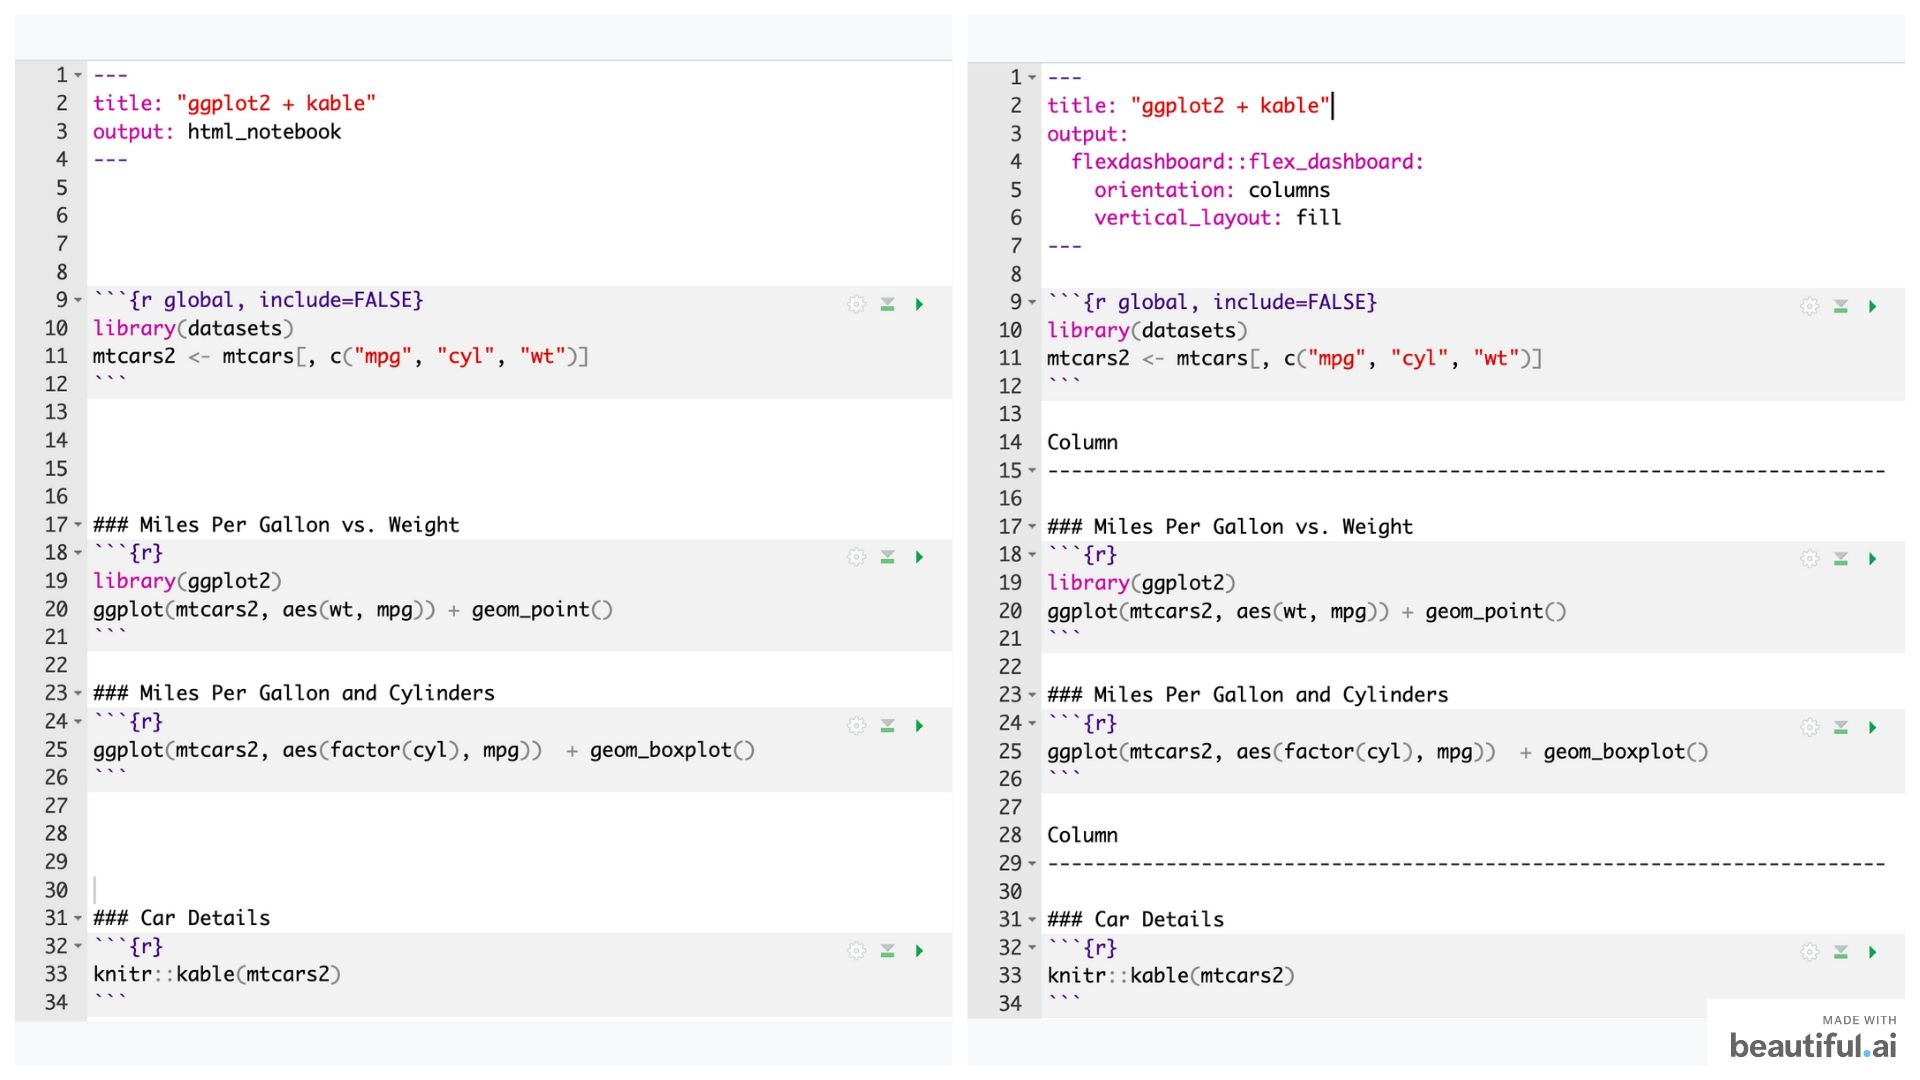 1 ---
2 title: "ggplot2 + kable"
3 output: html_notebook
4 ---
5
6
7
8
9 ```{r global, include=FALSE}
10 library(datasets)
11 mtcars2 <- mtcars[, c("mpg", "cyl", "wt")]
12 ```
13
14
15
16
17 ### Miles Per Gallon vs. Weight
18 ```{r}
19 library(ggplot2)
20 ggplot(mtcars2, aes(wt, mpg)) + geom_point()
21 ```
22
23 ### Miles Per Gallon and Cylinders
24 ```{r}
25 ggplot(mtcars2, aes(factor(cyl), mpg))  + geom_boxplot()
26 ```
27
28
29
30
31 ### Car Details
32 ```{r}
33 knitr::kable(mtcars2)
34 ```
1 ---
2 title: "ggplot2 + kable"
3 output:
4   flexdashboard::flex_dashboard:
5     orientation: columns
6     vertical_layout: fill
7 ---
8
9 ```{r global, include=FALSE}
10 library(datasets)
11 mtcars2 <- mtcars[, c("mpg", "cyl", "wt")]
12 ```
13
14 Column
15 -----------------------------------------------------------------------
16
17 ### Miles Per Gallon vs. Weight
18 ```{r}
19 library(ggplot2)
20 ggplot(mtcars2, aes(wt, mpg)) + geom_point()
21 ```
22
23 ### Miles Per Gallon and Cylinders
24 ```{r}
25 ggplot(mtcars2, aes(factor(cyl), mpg))  + geom_boxplot()
26 ```
27
28 Column
29 -----------------------------------------------------------------------
30
31 ### Car Details
32 ```{r}
33 knitr::kable(mtcars2)
34 ```
MADE WITH
beautiful.ai